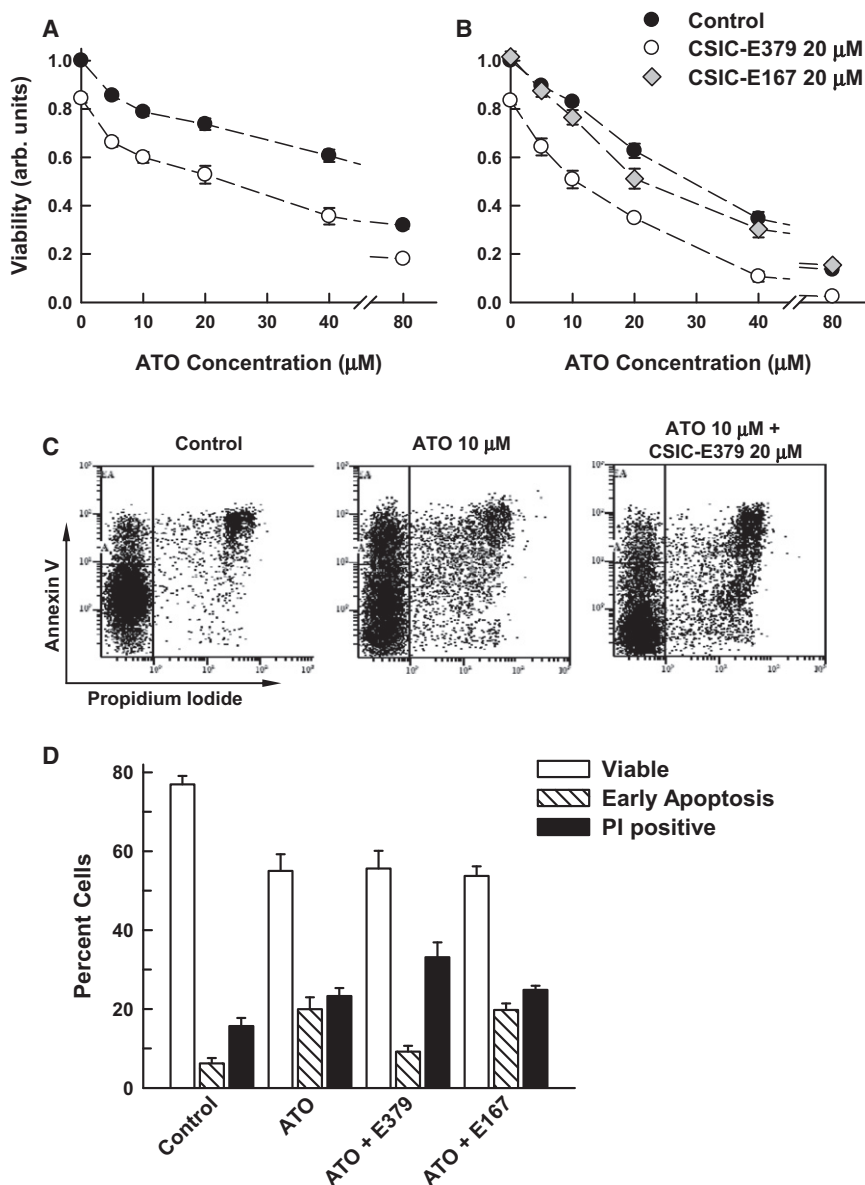 A
B
Control
CSIC-E379 20 μM
CSIC-E167 20 μM
Viability (arb. units)
1.0
0.8
0.6
0.4
0.2
0.0
0 10 20 30 40 80
ATO Concentration (μM)
1.0
0.8
0.6
0.4
0.2
0.0
0 10 20 30 40 80
ATO Concentration (μM)
C
Control
ATO 10 μM
ATO 10 μM +
CSIC-E379 20 μM
Annexin V
Propidium Iodide
D
Viable
Early Apoptosis
PI positive
Percent Cells
80
60
40
20
0
Control
ATO
ATO + E379
ATO + E167